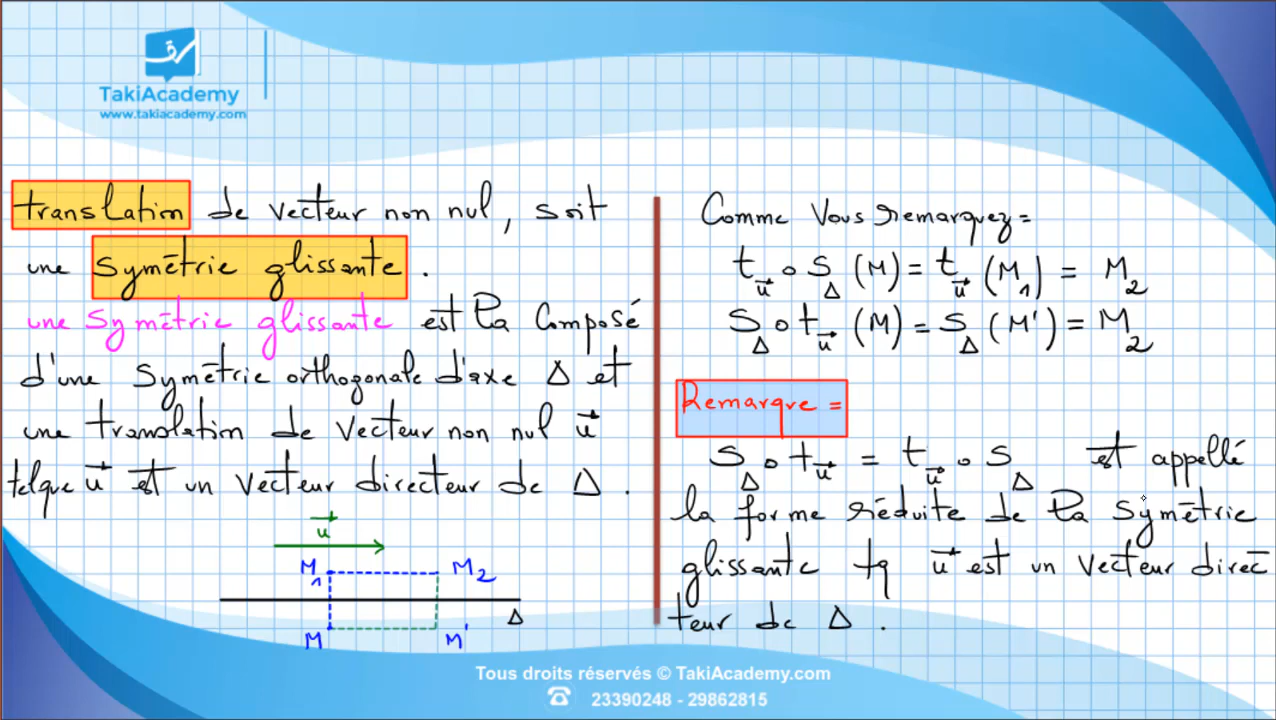 TakiAcademy
www.takiacademy.com
translation de vecteur non nul, soit
une symétrie glissante.
une symétrie glissante est la composé
d'une symétrie orthogonale d'axe Δ et
une translation de vecteur non nul u⃗
telque u⃗ est un vecteur directeur de Δ.
u⃗
M₁ M₂
Δ
M M'
Comme vous remarquez =
t_u⃗ ∘ S_Δ (M) = t_u⃗ (M₁) = M₂
S_Δ ∘ t_u⃗ (M) = S_Δ (M') = M₂
Remarque =
S_Δ ∘ t_u⃗ = t_u⃗ ∘ S_Δ est appellé
la forme réduite de la symétrie
glissante tq u⃗ est un vecteur direc
teur de Δ.
Tous droits réservés © TakiAcademy.com
23390248 - 29862815